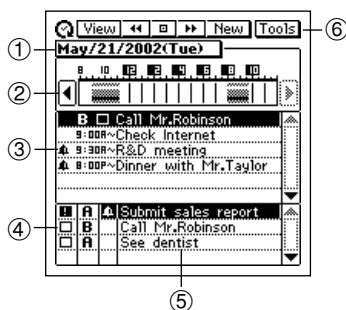 View New Tools ⑥
① May/21/2002(Tue)
8 10 12 2 4 6 8 10
②
B Call Mr.Robinson
9:00A~Check Internet
③ 9:30A~R&D meeting
8:00P~Dinner with Mr.Taylor
! A Submit sales report
④ B Call Mr.Robinson
A See dentist
⑤